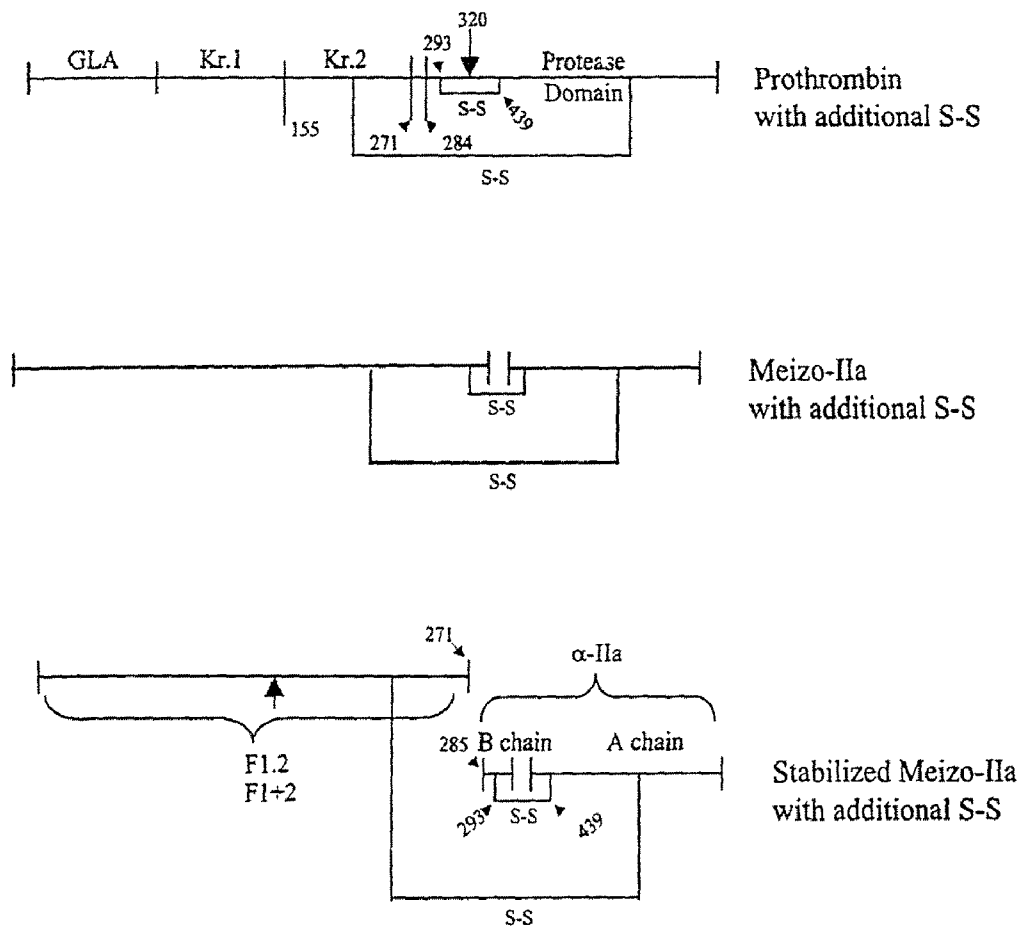 320
293
GLA Kr.1 Kr.2 Protease
Domain
S-S
439
155
271 284
S-S
Prothrombin
with additional S-S
S-S
S-S
Meizo-IIa
with additional S-S
271
α-IIa
F1.2
F1+2
285 B chain A chain
293 S-S 439
S-S
Stabilized Meizo-IIa
with additional S-S